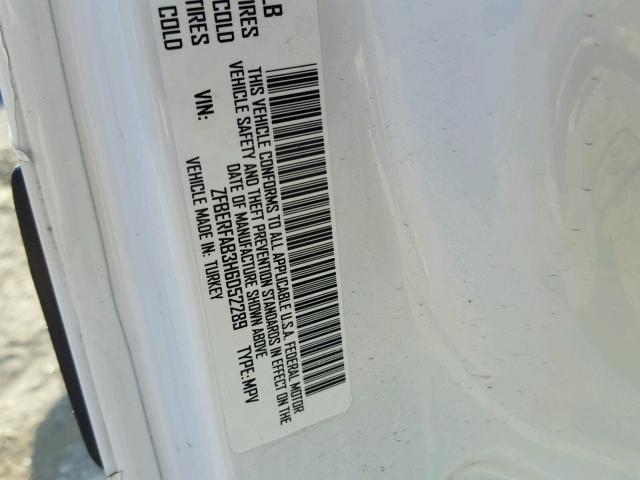 LB
TIRES
COLD
TIRES
COLD
THIS VEHICLE CONFORMS TO ALL APPLICABLE U.S.A. FEDERAL MOTOR
VEHICLE SAFETY AND THEFT PREVENTION STANDARDS IN EFFECT ON THE
DATE OF MANUFACTURE SHOWN ABOVE
VIN: ZFBERFAB3H6D52289 TYPE: MPV
VEHICLE MADE IN: TURKEY